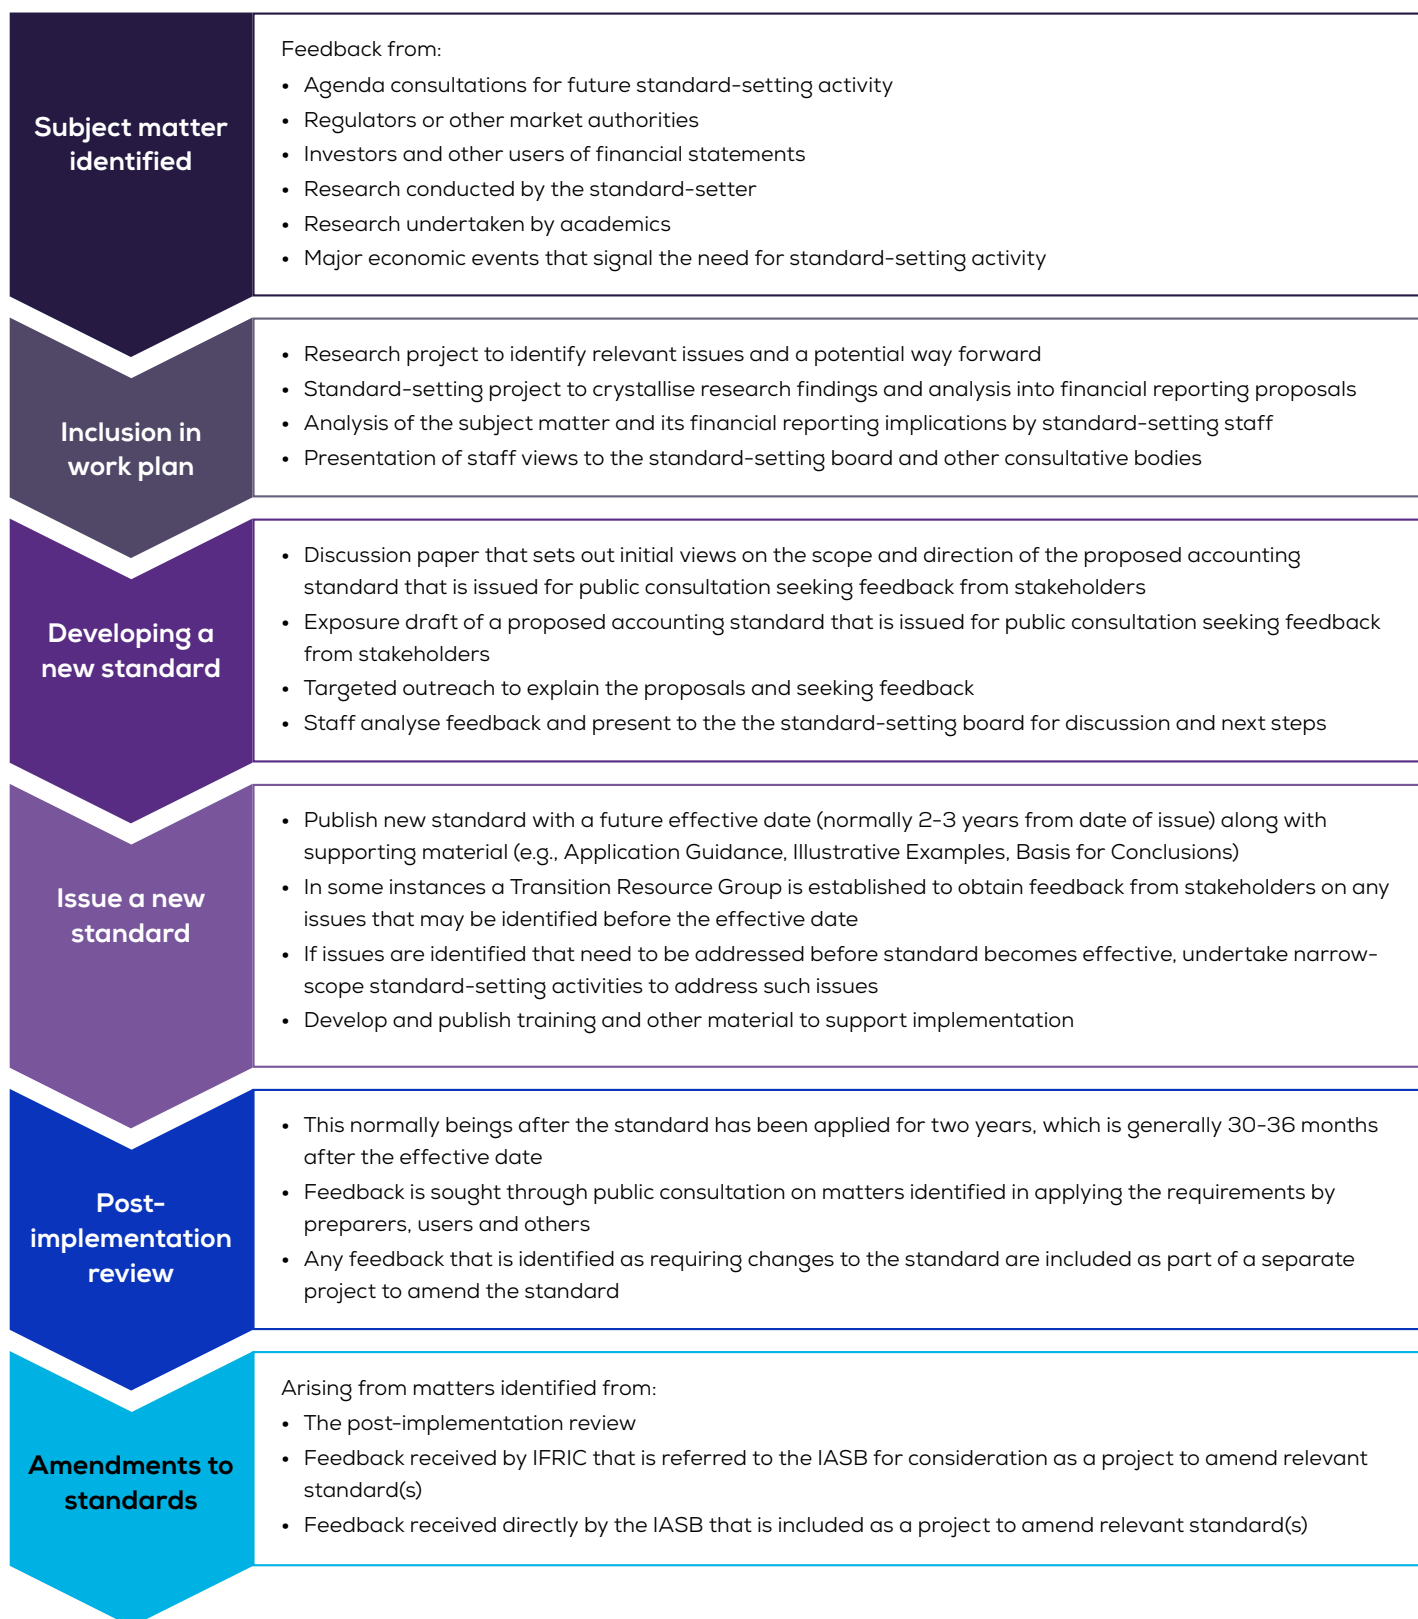 Subject matter
identified
Feedback from:
• Agenda consultations for future standard-setting activity
• Regulators or other market authorities
• Investors and other users of financial statements
• Research conducted by the standard-setter
• Research undertaken by academics
• Major economic events that signal the need for standard-setting activity
Inclusion in
work plan
• Research project to identify relevant issues and a potential way forward
• Standard-setting project to crystallise research findings and analysis into financial reporting proposals
• Analysis of the subject matter and its financial reporting implications by standard-setting staff
• Presentation of staff views to the standard-setting board and other consultative bodies
Developing a
new standard
• Discussion paper that sets out initial views on the scope and direction of the proposed accounting
standard that is issued for public consultation seeking feedback from stakeholders
• Exposure draft of a proposed accounting standard that is issued for public consultation seeking feedback
from stakeholders
• Targeted outreach to explain the proposals and seeking feedback
• Staff analyse feedback and present to the the standard-setting board for discussion and next steps
Issue a new
standard
• Publish new standard with a future effective date (normally 2-3 years from date of issue) along with
supporting material (e.g., Application Guidance, Illustrative Examples, Basis for Conclusions)
• In some instances a Transition Resource Group is established to obtain feedback from stakeholders on any
issues that may be identified before the effective date
• If issues are identified that need to be addressed before standard becomes effective, undertake narrow-
scope standard-setting activities to address such issues
• Develop and publish training and other material to support implementation
Post-
implementation
review
• This normally beings after the standard has been applied for two years, which is generally 30-36 months
after the effective date
• Feedback is sought through public consultation on matters identified in applying the requirements by
preparers, users and others
• Any feedback that is identified as requiring changes to the standard are included as part of a separate
project to amend the standard
Amendments to
standards
Arising from matters identified from:
• The post-implementation review
• Feedback received by IFRIC that is referred to the IASB for consideration as a project to amend relevant
standard(s)
• Feedback received directly by the IASB that is included as a project to amend relevant standard(s)